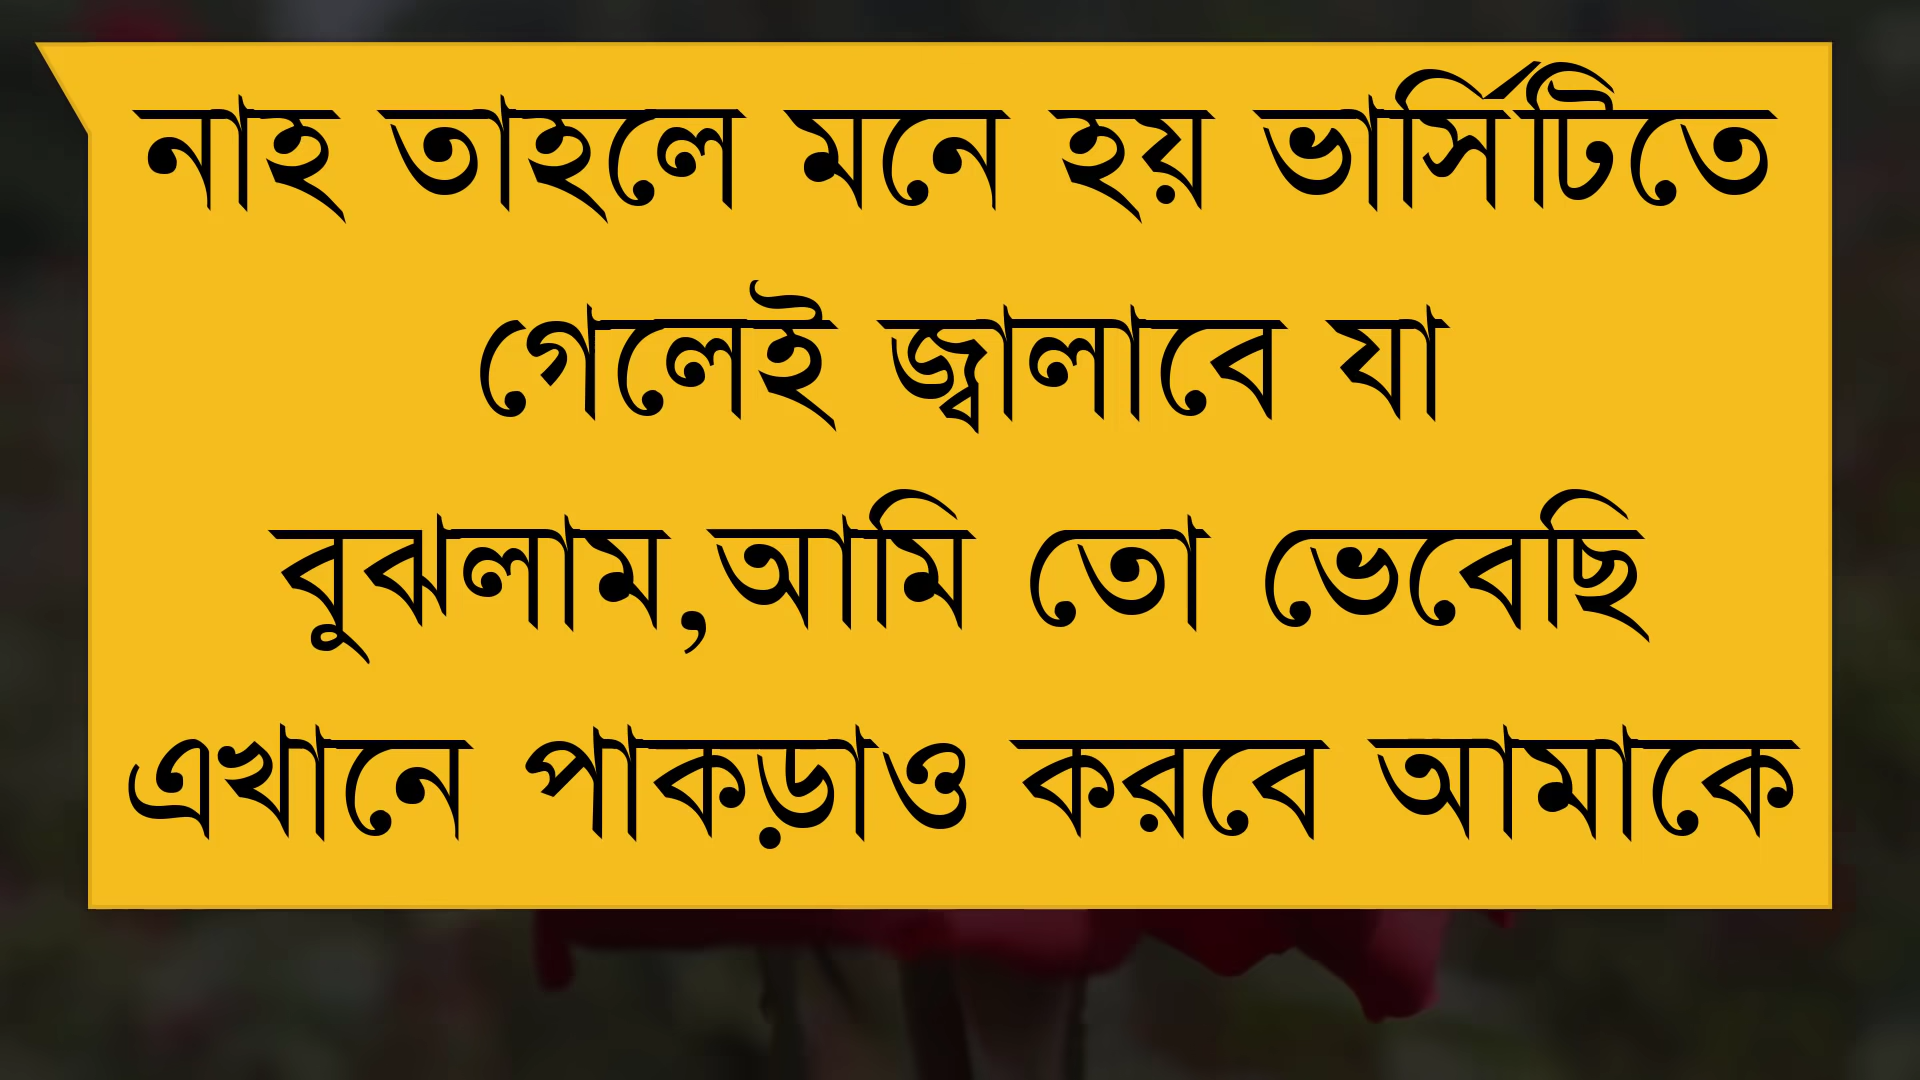 নাহ তাহলে মনে হয় ভার্সিটিতে
গেলেই জ্বালাবে যা
বুঝলাম,আমি তো ভেবেছি
এখানে পাকড়াও করবে আমাকে